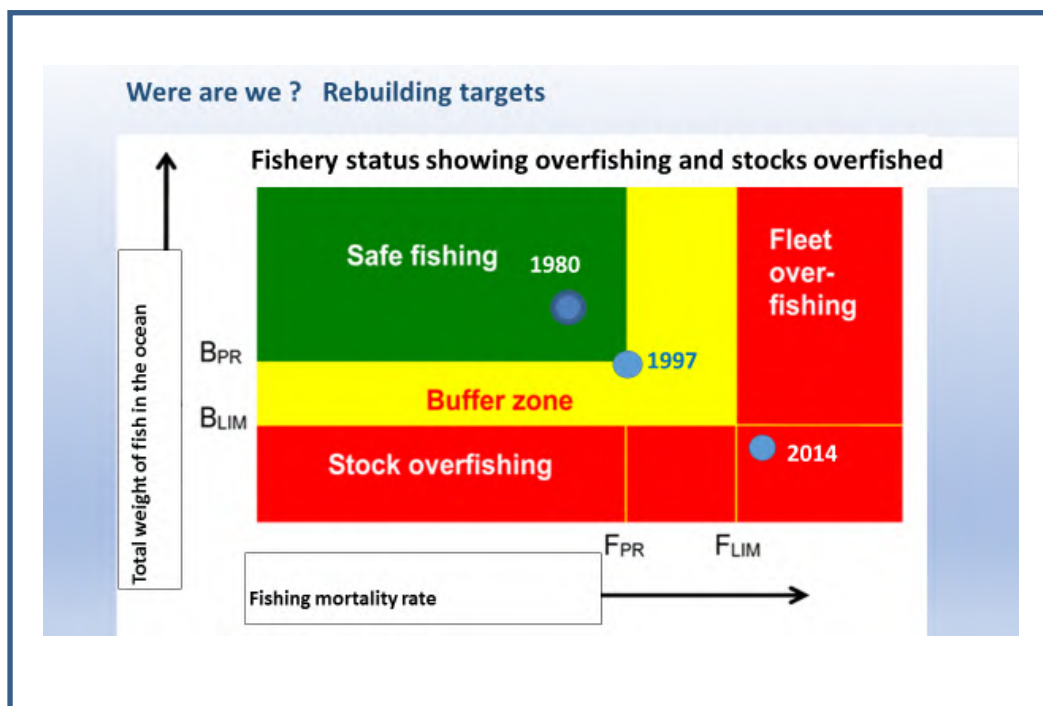 Were are we ? Rebuilding targets
Fishery status showing overfishing and stocks overfished
Total weight of fish in the ocean
Safe fishing
1980
Fleet
over-
fishing
BPR
1997
Buffer zone
BLIM
Stock overfishing
2014
FPR
FLIM
Fishing mortality rate